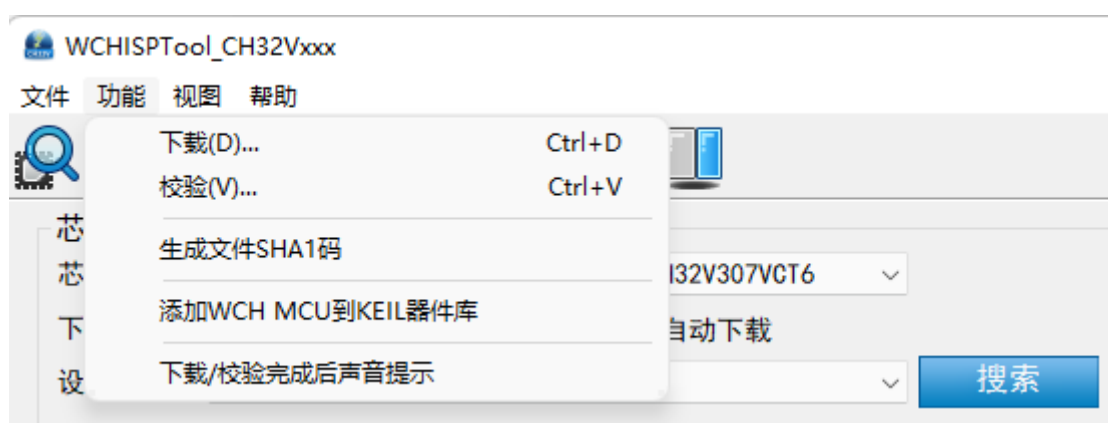 WCHISPTool_CH32Vxxx
文件 功能 视图 帮助
下载(D)... Ctrl+D
校验(V)... Ctrl+V
芯
生成文件SHA1码
芯 32V307VCT6
添加WCH MCU到KEIL器件库
下 自动下载
下载/校验完成后声音提示
设 搜索